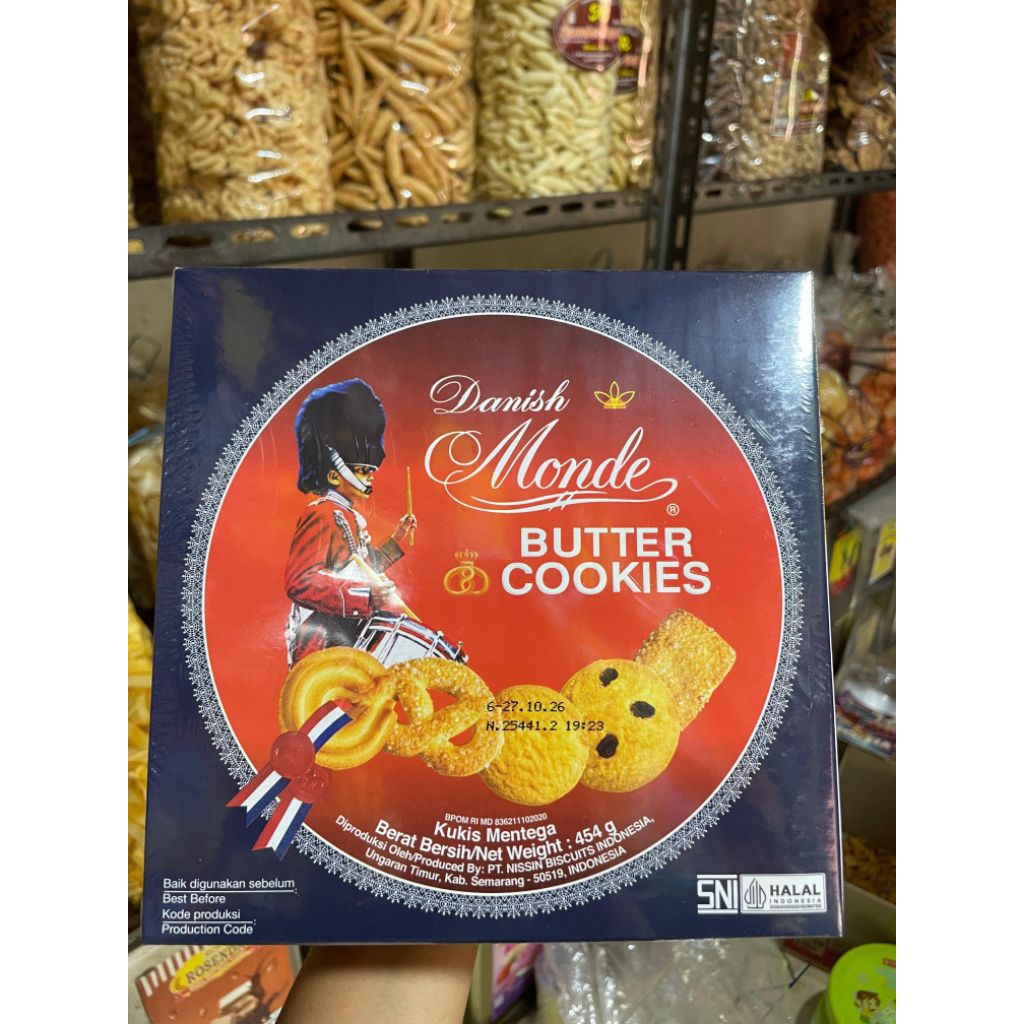 Danish
Monde
®
BUTTER
COOKIES
6-27.10.26
N.25441.2 19:23
BPOM RI MD 836211102020
Kukis Mentega
Berat Bersih/Net Weight : 454 g
Diproduksi Oleh/Produced By: PT. NISSIN BISCUITS INDONESIA,
Ungaran Timur, Kab. Semarang - 50519, INDONESIA
Baik digunakan sebelum :
Best Before
Kode produksi :
Production Code
SNI
HALAL
INDONESIA